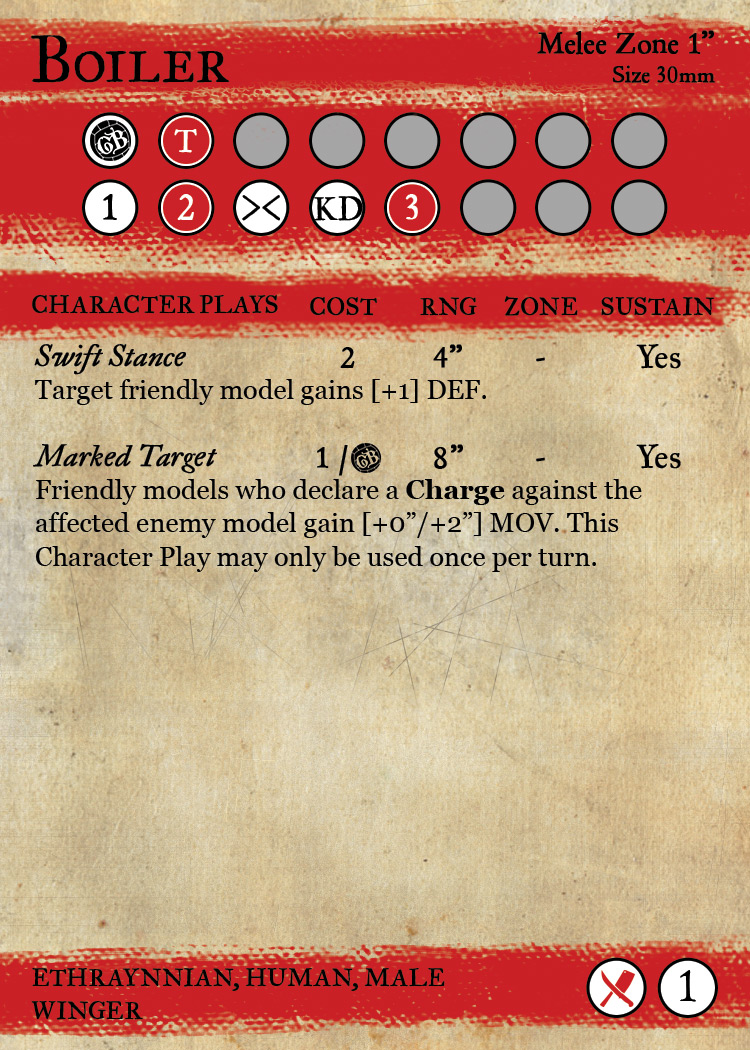 Boiler
Melee Zone 1”
Size 30mm
GB T
1 2 >< KD 3
CHARACTER PLAYS COST RNG ZONE SUSTAIN
Swift Stance 2 4” - Yes
Target friendly model gains [+1] DEF.
Marked Target 1 /GB 8” - Yes
Friendly models who declare a Charge against the
affected enemy model gain [+0”/+2”] MOV. This
Character Play may only be used once per turn.
ETHRAYNNIAN, HUMAN, MALE
WINGER
1